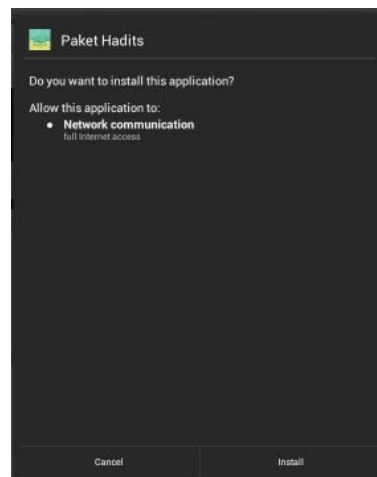 Paket Hadits
Do you want to install this application?
Allow this application to:
● Network communication
full Internet access
Cancel
Install